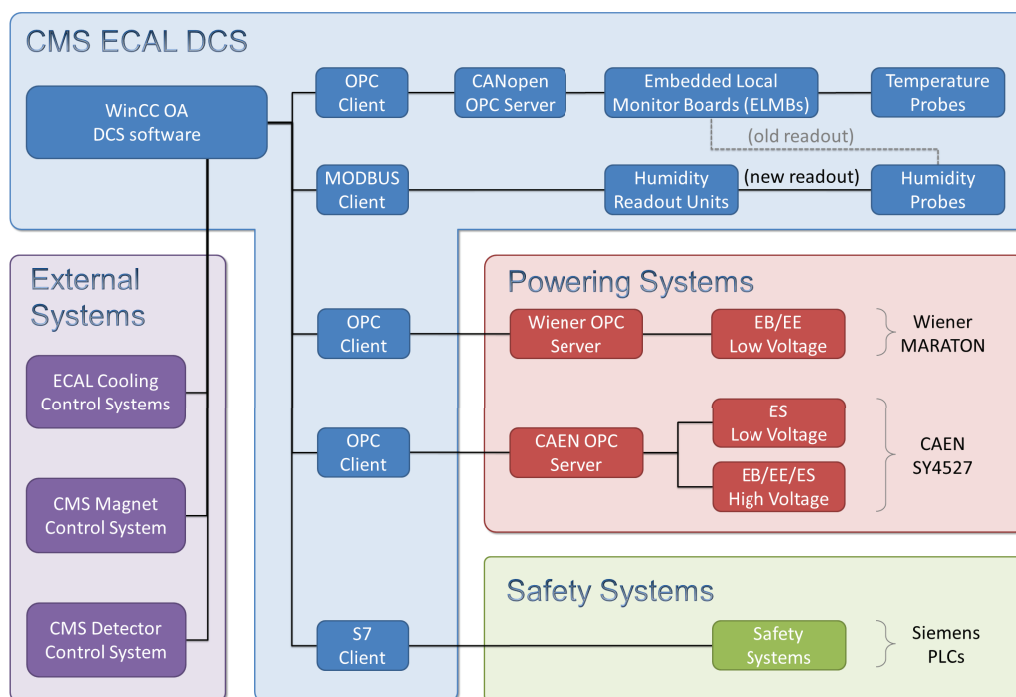 CMS ECAL DCS
WinCC OA
DCS software
OPC
Client
CANopen
OPC Server
Embedded Local
Monitor Boards (ELMBs)
Temperature
Probes
(old readout)
MODBUS
Client
Humidity
Readout Units
(new readout)
Humidity
Probes
External
Systems
ECAL Cooling
Control Systems
CMS Magnet
Control System
CMS Detector
Control System
Powering Systems
OPC
Client
Wiener OPC
Server
EB/EE
Low Voltage
Wiener
MARATON
OPC
Client
CAEN OPC
Server
ES
Low Voltage
EB/EE/ES
High Voltage
CAEN
SY4527
Safety Systems
S7
Client
Safety
Systems
Siemens
PLCs